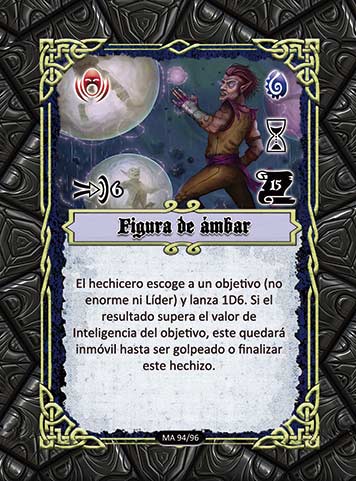 6
15
Figura de ámbar
El hechicero escoge a un objetivo (no
enorme ni Líder) y lanza 1D6. Si el
resultado supera el valor de
Inteligencia del objetivo, este quedará
inmóvil hasta ser golpeado o finalizar
este hechizo.
MA 94/96